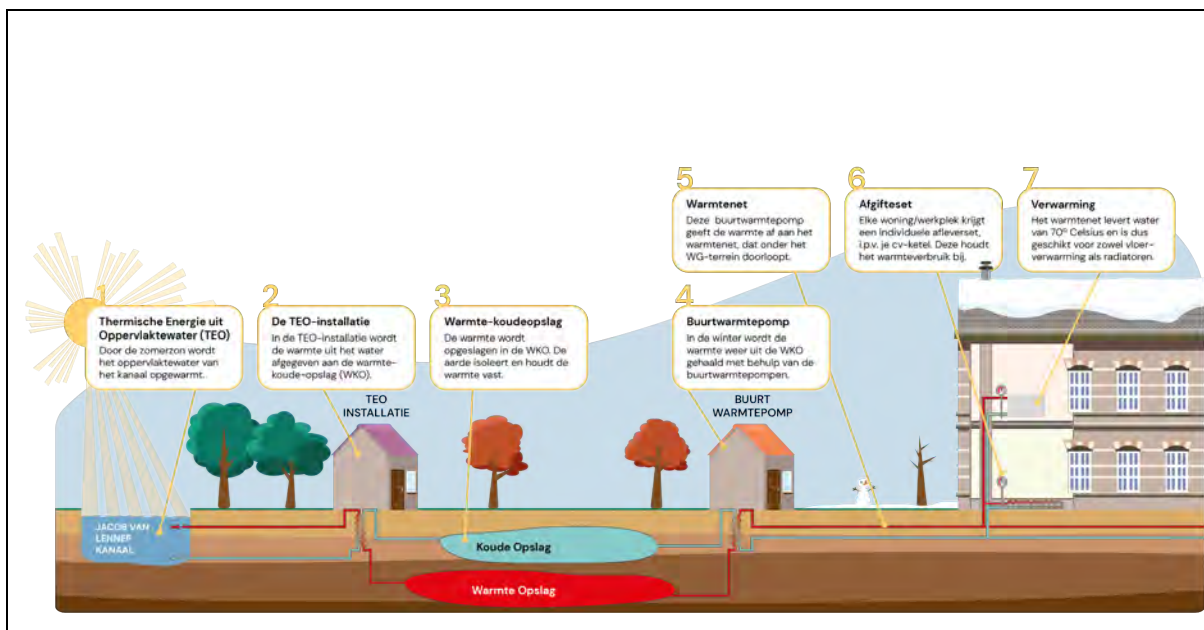 1
Thermische Energie uit
Oppervlaktewater (TEO)
Door de zomerzon wordt
het oppervlaktewater van
het kanaal opgewarmt.
2
De TEO-installatie
In de TEO-installatie wordt
de warmte uit het water
afgegeven aan de warmte-
koude-opslag (WKO).
3
Warmte-koudeopslag
De warmte wordt
opgeslagen in de WKO. De
aarde isoleert en houdt de
warmte vast.
4
Buurtwarmtepomp
In de winter wordt de
warmte weer uit de WKO
gehaald met behulp van de
buurtwarmtepompen.
5
Warmtenet
Deze buurtwarmtepomp
geeft de warmte af aan het
warmtenet, dat onder het
WG-terrein doorloopt.
6
Afgifteset
Elke woning/werkplek krijgt
een individuele afleverset,
i.p.v. je cv-ketel. Deze houdt
het warmteverbruik bij.
7
Verwarming
Het warmtenet levert water
van 70° Celsius en is dus
geschikt voor zowel vloer-
verwarming als radiatoren.
TEO
INSTALLATIE
BUURT
WARMTEPOMP
JACOB VAN
LENNEP
KANAAL
Koude Opslag
Warmte Opslag